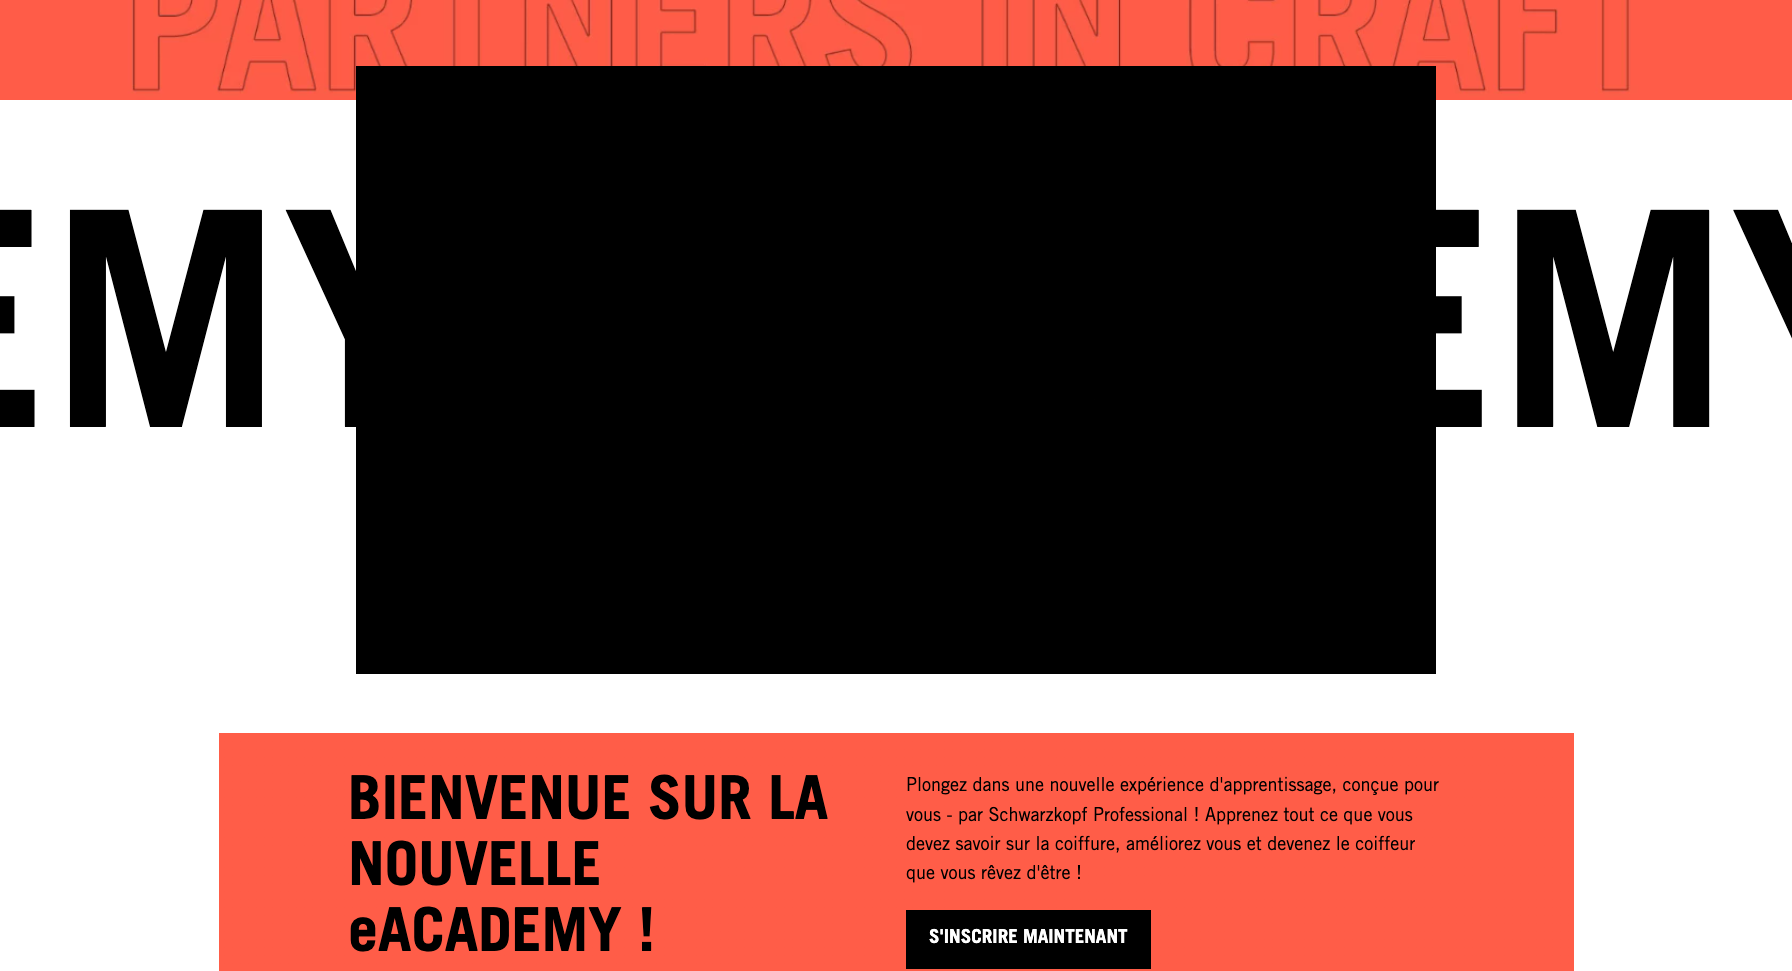 PARTNERS IN CRAFT
EMY EMY
BIENVENUE SUR LA
NOUVELLE
eACADEMY !
Plongez dans une nouvelle expérience d'apprentissage, conçue pour
vous - par Schwarzkopf Professional ! Apprenez tout ce que vous
devez savoir sur la coiffure, améliorez vous et devenez le coiffeur
que vous rêvez d'être !
S'INSCRIRE MAINTENANT